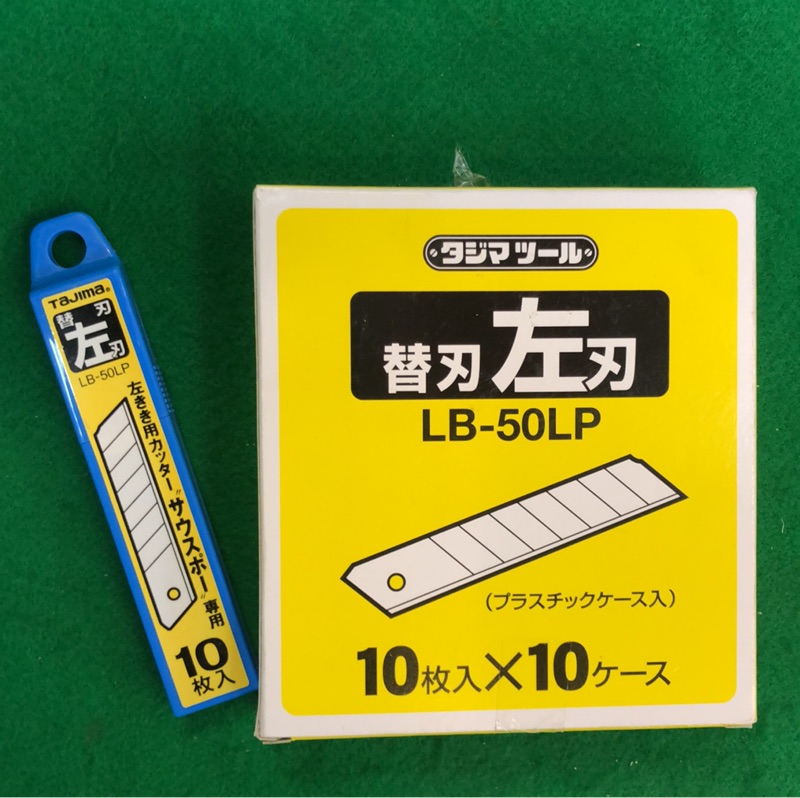 TAJIMA®
替刃
左刃
LB-50LP
左きき用カッター"サウスポー"専用
10
枚入
タジマツール
替刃 左刃
LB-50LP
(プラスチックケース入)
10枚入×10ケース